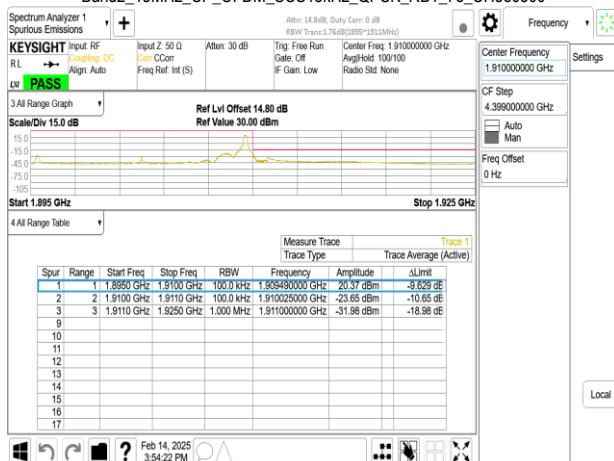 Spectrum Analyzer 1
Spurious Emissions
Attn: 14.8dB, Duty Corr: 0 dB
RBW Tranc:1.76dB(1895~1911MHz)
Frequency
KEYSIGHT
RL
LXI
PASS
Input: RF
Coupling: DC
Align: Auto
Input Z: 50 Ω
Corr CCorr
Freq Ref: Int (S)
Atten: 30 dB
Trig: Free Run
Gate: Off
IF Gain: Low
Center Freq: 1.910000000 GHz
Avg|Hold: 100/100
Radio Std: None
Center Frequency
1.910000000 GHz
Settings
CF Step
4.399000000 GHz
Auto
Man
Freq Offset
0 Hz
Local
3 All Range Graph
Scale/Div 15.0 dB
Ref Lvl Offset 14.80 dB
Ref Value 30.00 dBm
15.0
-15.0
-45.0
-75.0
-105
Start 1.895 GHz
Stop 1.925 GHz
4 All Range Table
Measure Trace Trace 1
Trace Type Trace Average (Active)
Spur Range Start Freq Stop Freq RBW Frequency Amplitude ΔLimit
1 1 1.8950 GHz 1.9100 GHz 100.0 kHz 1.909490000 GHz 20.37 dBm -9.629 dB
2 2 1.9100 GHz 1.9110 GHz 100.0 kHz 1.910025000 GHz -23.65 dBm -10.65 dB
3 3 1.9110 GHz 1.9250 GHz 1.000 MHz 1.911000000 GHz -31.98 dBm -18.98 dB
9
10
11
12
13
14
15
16
17
Feb 14, 2025
3:54:22 PM